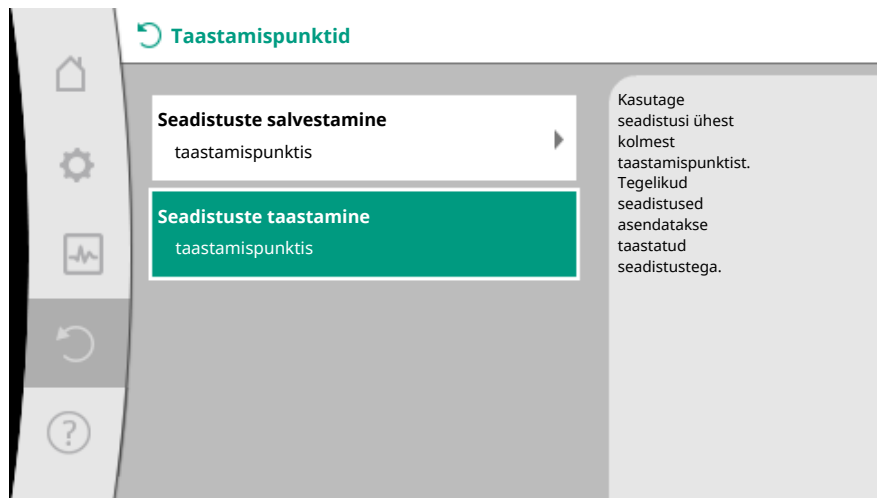 Taastamispunktid
Seadistuste salvestamine
taastamispunktis
Seadistuste taastamine
taastamispunktis
Kasutage
seadistusi ühest
kolmest
taastamispunktist.
Tegelikud
seadistused
asendatakse
taastatud
seadistustega.
?